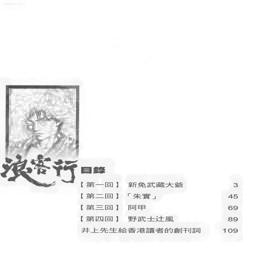 浪客行 目錄
【第一回】 新免武藏大爺 3
【第二回】「朱實」 45
【第三回】 阿甲 69
【第四回】 野武士辻風 89
井上先生給香港讀者的創刊詞 109